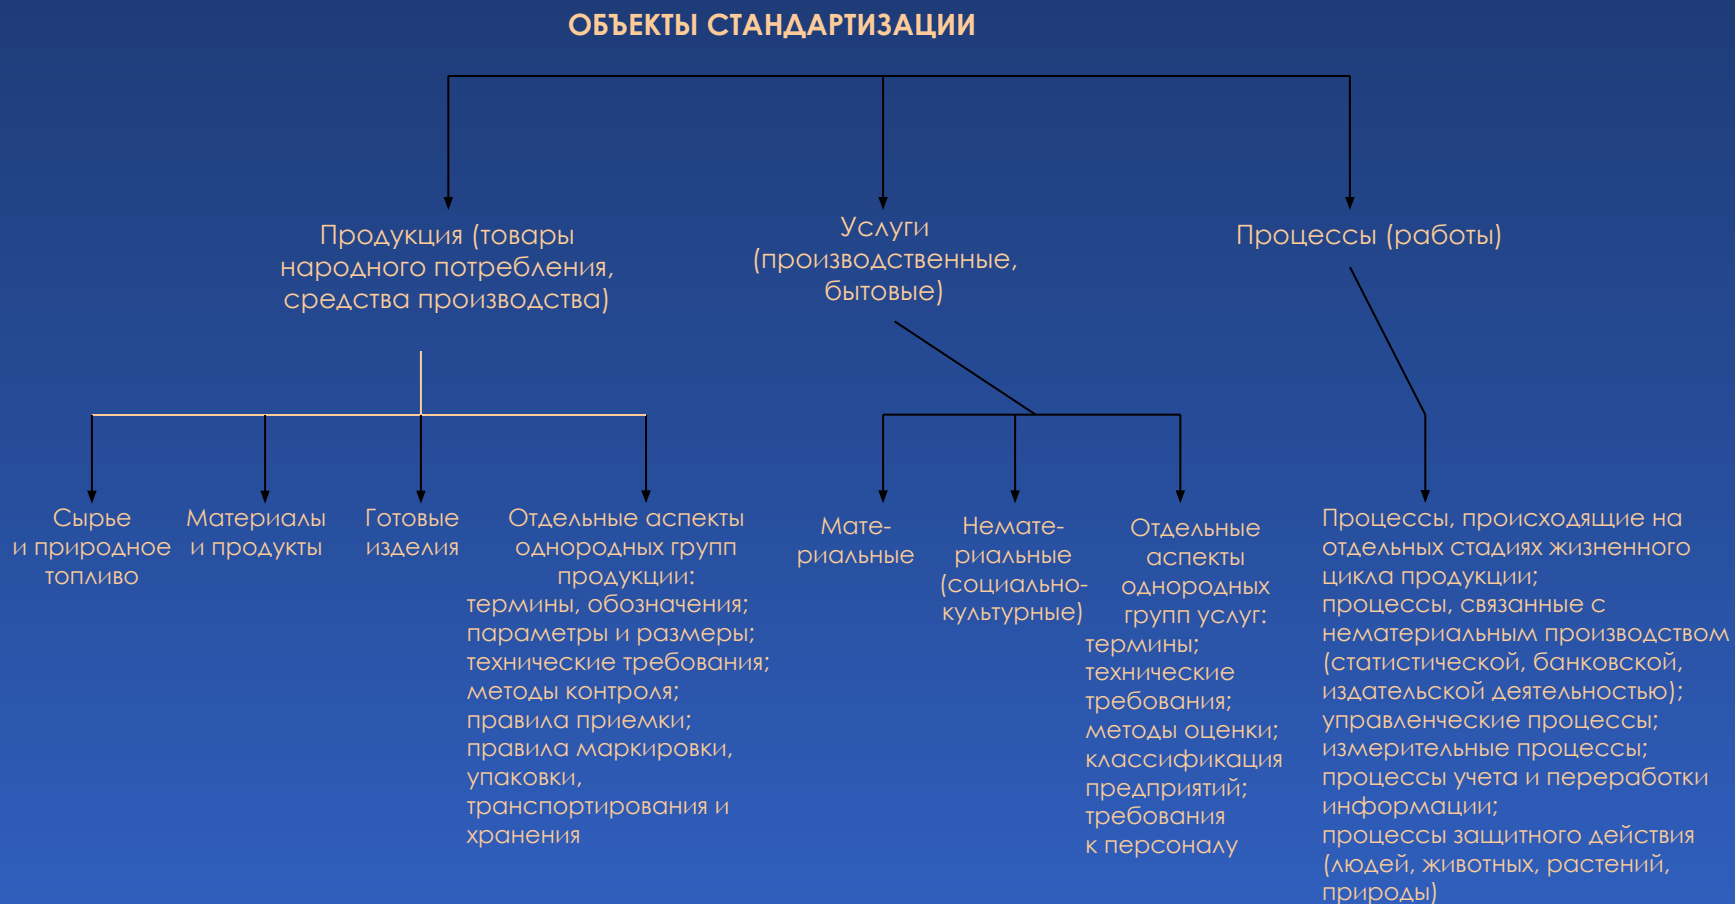 ОБЪЕКТЫ СТАНДАРТИЗАЦИИ
Продукция (товары
народного потребления,
средства производства)
Услуги
(производственные,
бытовые)
Процессы (работы)
Сырье
и природное
топливо
Материалы
и продукты
Готовые
изделия
Отдельные аспекты
однородных групп
продукции:
термины, обозначения;
параметры и размеры;
технические требования;
методы контроля;
правила приемки;
правила маркировки,
упаковки,
транспортирования и
хранения
Мате-
риальные
Немате-
риальные
(социально-
культурные)
Отдельные
аспекты
однородных
групп услуг:
термины;
технические
требования;
методы оценки;
классификация
предприятий;
требования
к персоналу
Процессы, происходящие на
отдельных стадиях жизненного
цикла продукции;
процессы, связанные с
нематериальным производством
(статистической, банковской,
издательской деятельностью);
управленческие процессы;
измерительные процессы;
процессы учета и переработки
информации;
процессы защитного действия
(людей, животных, растений,
природы)